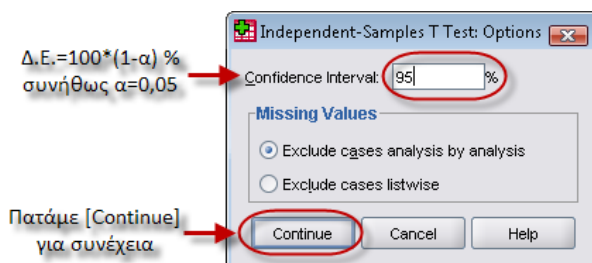 Independent-Samples T Test: Options
Δ.Ε.=100*(1-α) %
συνήθως α=0,05
Confidence Interval: 95 %
Missing Values
Exclude cases analysis by analysis
Exclude cases listwise
Πατάμε [Continue]
για συνέχεια
Continue Cancel Help